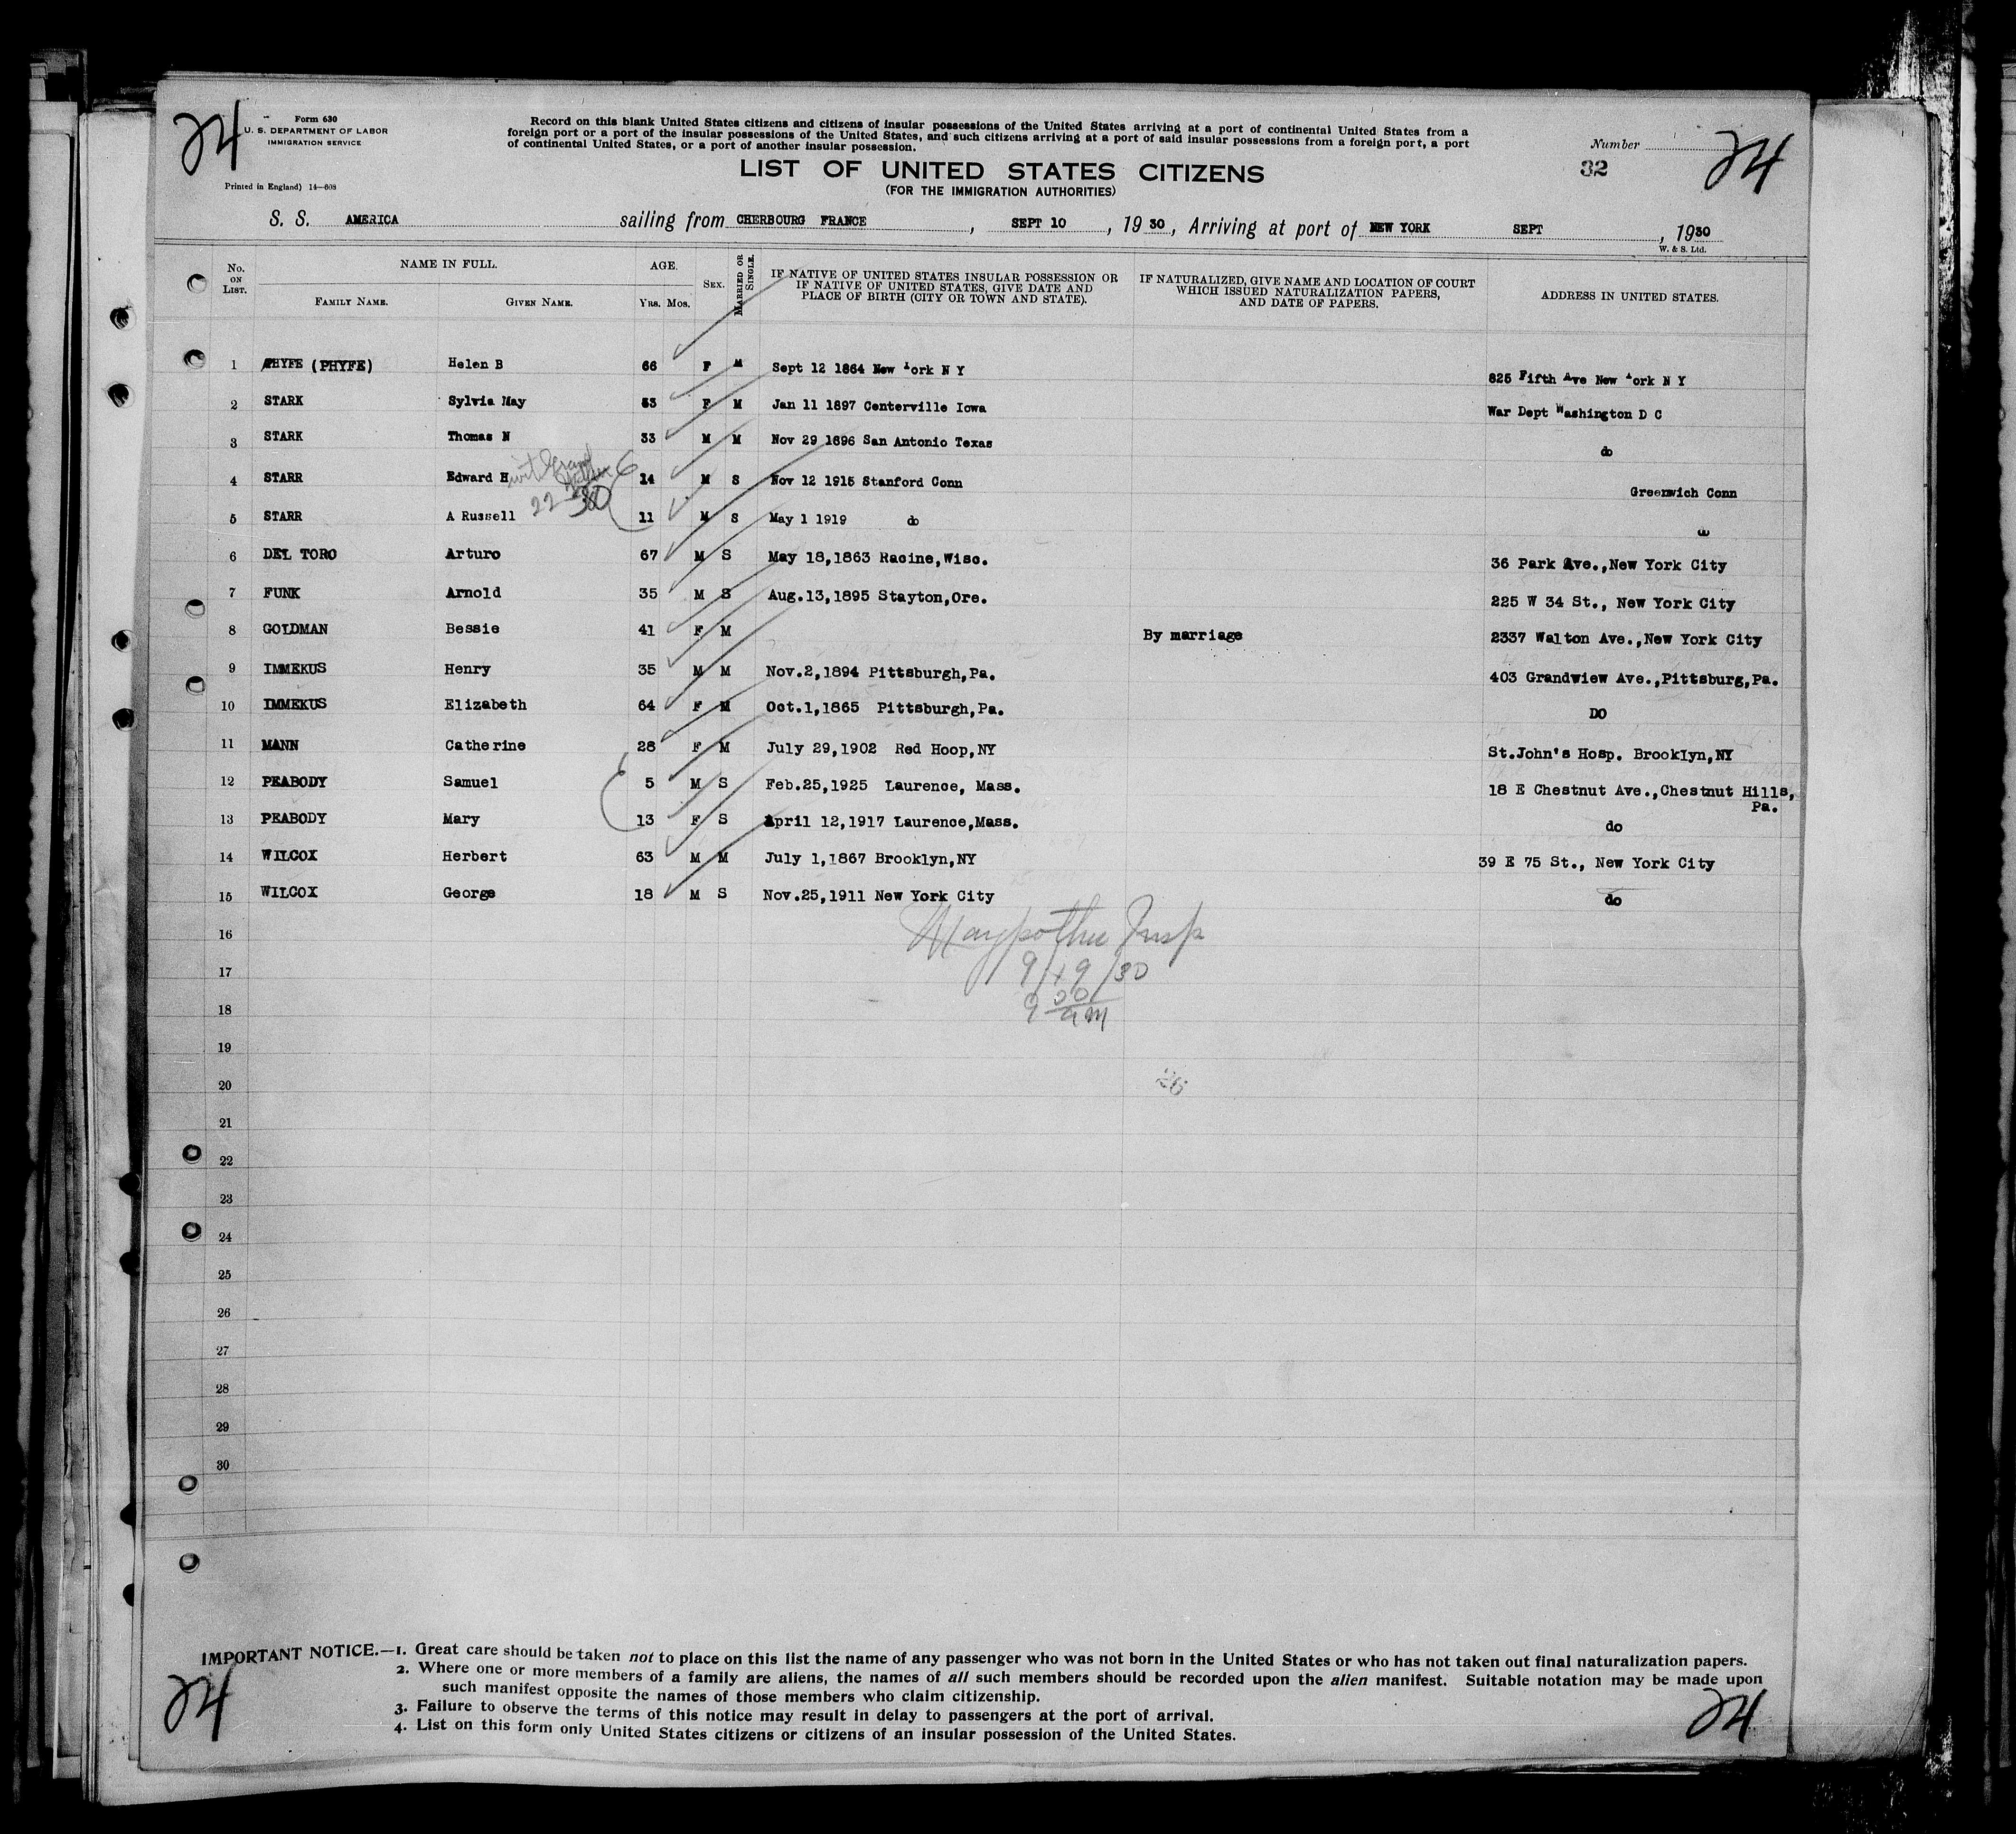 24
Form 630
U. S. DEPARTMENT OF LABOR
IMMIGRATION SERVICE
Printed in England) 14—608
Record on this blank United States citizens and citizens of insular possessions of the United States arriving at a port of continental United States from a
foreign port or a port of the insular possessions of the United States, and such citizens arriving at a port of said insular possessions from a foreign port, a port
of continental United States, or a port of another insular possession.
LIST OF UNITED STATES CITIZENS
(FOR THE IMMIGRATION AUTHORITIES)
Number
32
24
S. S. AMERICA sailing from CHERBOURG FRANCE, SEPT 10, 1930, Arriving at port of NEW YORK SEPT, 1930
W. & S. Ltd.
No. ON LIST.
NAME IN FULL.
FAMILY NAME. GIVEN NAME.
AGE.
YRS. MOS.
SEX.
MARRIED OR SINGLE.
IF NATIVE OF UNITED STATES INSULAR POSSESSION OR
IF NATIVE OF UNITED STATES, GIVE DATE AND
PLACE OF BIRTH (CITY OR TOWN AND STATE).
IF NATURALIZED, GIVE NAME AND LOCATION OF COURT
WHICH ISSUED NATURALIZATION PAPERS,
AND DATE OF PAPERS.
ADDRESS IN UNITED STATES.
1 PHYFE (PHYFE) Helen B 66 F M Sept 12 1864 New York N Y 825 Fifth Ave New York N Y
2 STARK Sylvia May 33 F M Jan 11 1897 Centerville Iowa War Dept Washington D C
3 STARK Thomas N 33 M M Nov 29 1896 San Antonio Texas do
4 STARR Edward H 14 M S Nov 12 1915 Stanford Conn Greenwich Conn
22 30
5 STARR A Russell 11 M S May 1 1919 do do
6 DEL TORO Arturo 67 M S May 18,1863 Racine,Wisc. 36 Park Ave.,New York City
7 FUNK Arnold 35 M S Aug.13,1895 Stayton,Ore. 225 W 34 St., New York City
8 GOLDMAN Bessie 41 F M By marriage 2337 Walton Ave.,New York City
9 IMMEKUS Henry 35 M M Nov.2,1894 Pittsburgh,Pa. 403 Grandwiew Ave.,Pittsburg,Pa.
10 IMMEKUS Elizabeth 64 F M Oct.1,1865 Pittsburgh,Pa. DO
11 MANN Catherine 28 F M July 29,1902 Red Hoop,NY St.John's Hosp. Brooklyn,NY
12 PEABODY Samuel 5 M S Feb.25,1925 Laurence, Mass. 18 E Chestnut Ave.,Chestnut Hills,
Pa.
13 PEABODY Mary 13 F S April 12,1917 Laurence,Mass. do
14 WILCOX Herbert 63 M M July 1,1867 Brooklyn,NY 39 E 75 St., New York City
15 WILCOX George 18 M S Nov.25,1911 New York City do
16 Insp
17 9/19/30
18 9 00 am
19
20 26
21
22
23
24
25
26
27
28
29
30
IMPORTANT NOTICE.—1. Great care should be taken not to place on this list the name of any passenger who was not born in the United States or who has not taken out final naturalization papers.
2. Where one or more members of a family are aliens, the names of all such members should be recorded upon the alien manifest. Suitable notation may be made upon
such manifest opposite the names of those members who claim citizenship.
3. Failure to observe the terms of this notice may result in delay to passengers at the port of arrival.
4. List on this form only United States citizens or citizens of an insular possession of the United States.
24
24